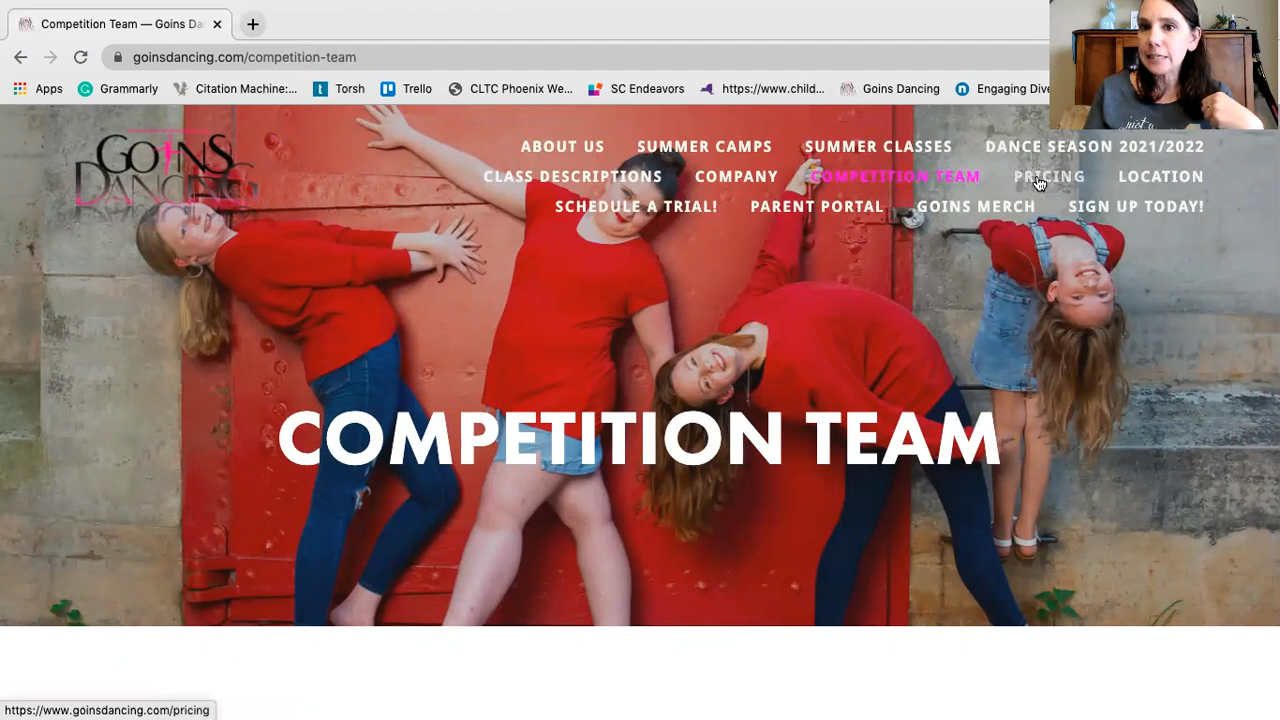 Competition Team — Goins Da
goinsdancing.com/competition-team
Apps Grammarly Citation Machine:... Torsh Trello CLTC Phoenix We... SC Endeavors https://www.child... Goins Dancing Engaging Dive
GOINS
DANCING
ABOUT US SUMMER CAMPS SUMMER CLASSES DANCE SEASON 2021/2022
CLASS DESCRIPTIONS COMPANY COMPETITION TEAM PRICING LOCATION
SCHEDULE A TRIAL! PARENT PORTAL GOINS MERCH SIGN UP TODAY!
just a
COMPETITION TEAM
https://www.goinsdancing.com/pricing